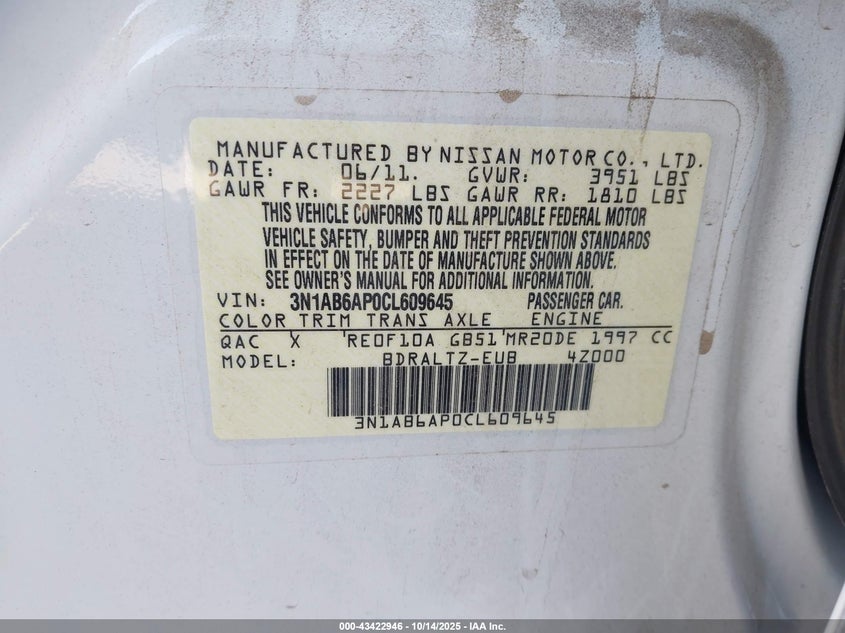 MANUFACTURED BY NISSAN MOTOR CO., LTD.
DATE: 06/11. GVWR: 3951 LBS
GAWR FR: 2227 LBS GAWR RR: 1810 LBS
THIS VEHICLE CONFORMS TO ALL APPLICABLE FEDERAL MOTOR
VEHICLE SAFETY, BUMPER AND THEFT PREVENTION STANDARDS
IN EFFECT ON THE DATE OF MANUFACTURE SHOWN ABOVE.
SEE OWNER'S MANUAL FOR ADDITIONAL INFORMATION.
VIN: 3N1AB6AP0CL609645 PASSENGER CAR.
COLOR TRIM TRANS AXLE ENGINE
QAC X 'RE0F10A GB51'MR20DE 1997 CC
MODEL: BDRALTZ-EUB 4Z000
3N1AB6AP0CL609645
000-43422946 - 10/14/2025 - IAA Inc.